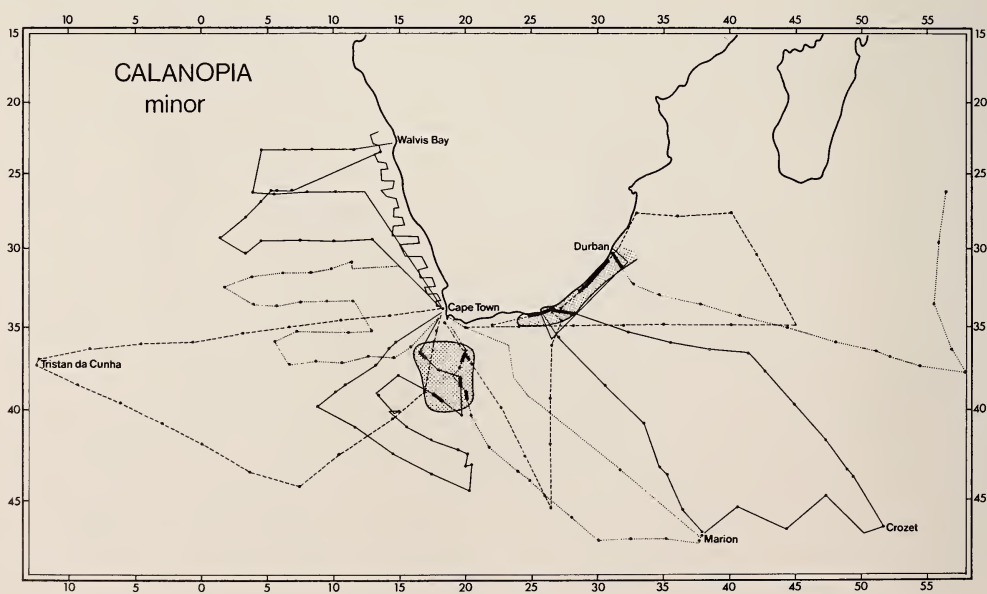 10 5 0 5 10 15 20 25 30 35 40 45 50 55
15 15
CALANOPIA
minor
20 20
Walvis Bay
25 25
Durban
30 30
Cape Town
35 35
Tristan da Cunha
40 40
45 45
Crozet
Marion
10 5 0 5 10 15 20 25 30 35 40 45 50 55